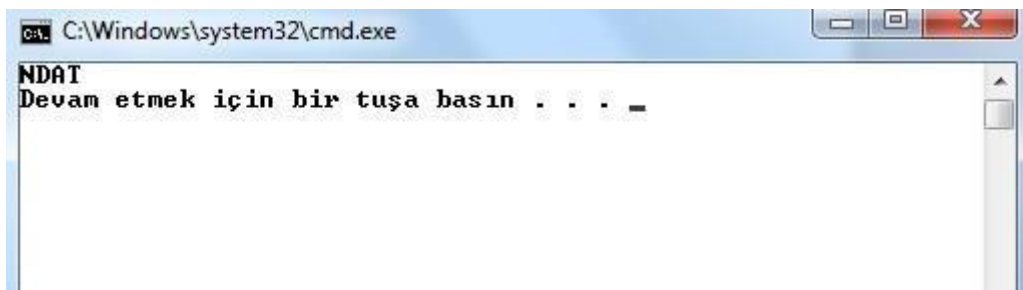 C:\Windows\system32\cmd.exe
NDAT
Devam etmek için bir tuşa basın . . . _